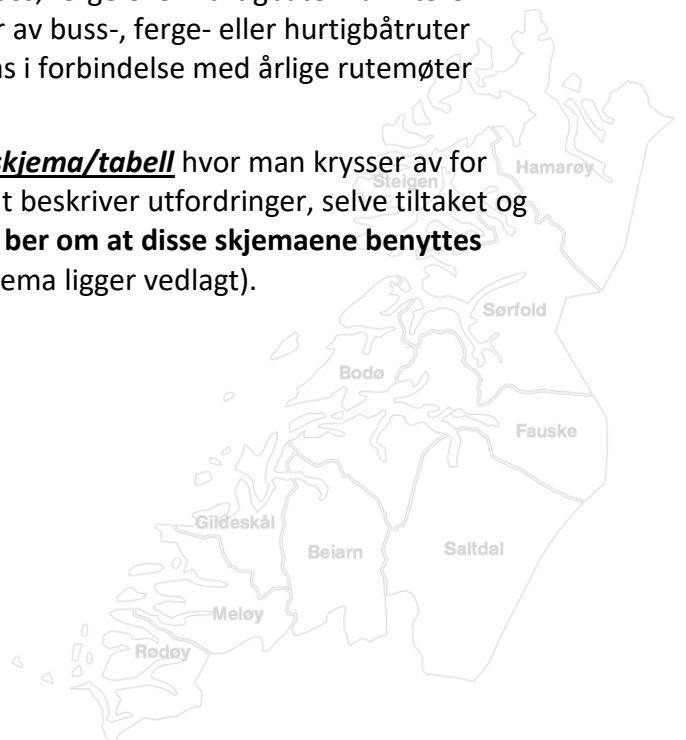 r av buss-, ferge- eller hurtigbåtruter
s i forbindelse med årlige rutemøter
skjema/tabell hvor man krysser av for
t beskriver utfordringer, selve tiltaket og
ber om at disse skjemaene benyttes
ema ligger vedlagt).
Hamarøy
Steigen
Sørfold
Bodø
Fauske
Gildeskål
Beiarn
Saltdal
Meløy
Rødøy